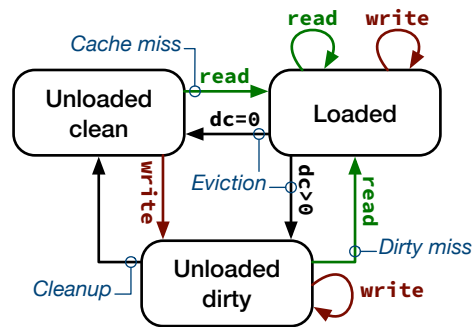 read
write
Cache miss
read
Unloaded
clean
Loaded
dc=0
Eviction
write
dc>0
read
Unloaded
dirty
Dirty miss
Cleanup
write